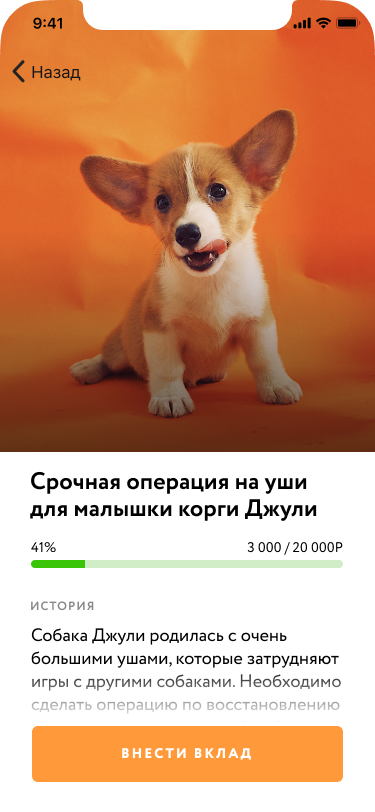 9:41
Назад
Срочная операция на уши
для малышки корги Джули
41%
3 000 / 20 000Р
ИСТОРИЯ
Собака Джули родилась с очень
большими ушами, которые затрудняют
игры с другими собаками. Необходимо
сделать операцию по восстановлению
ВНЕСТИ ВКЛАД